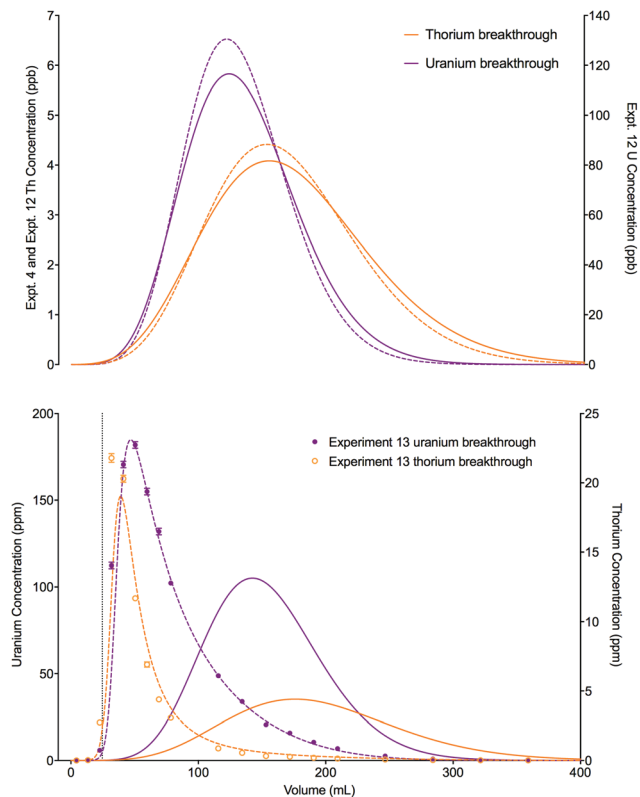 Expt. 4 and Expt. 12 Th Concentration (ppb)
7
6
5
4
3
2
1
0
Thorium breakthrough
Uranium breakthrough
140
120
100
80
60
40
20
0
Expt. 12 U Concentration
(ppb)
Uranium Concentration (ppm)
200
150
100
50
0
Experiment 13 uranium breakthrough
Experiment 13 thorium breakthrough
25
20
15
10
5
0
Thorium Concentration
(ppm)
0
100
200
300
400
Volume (mL)